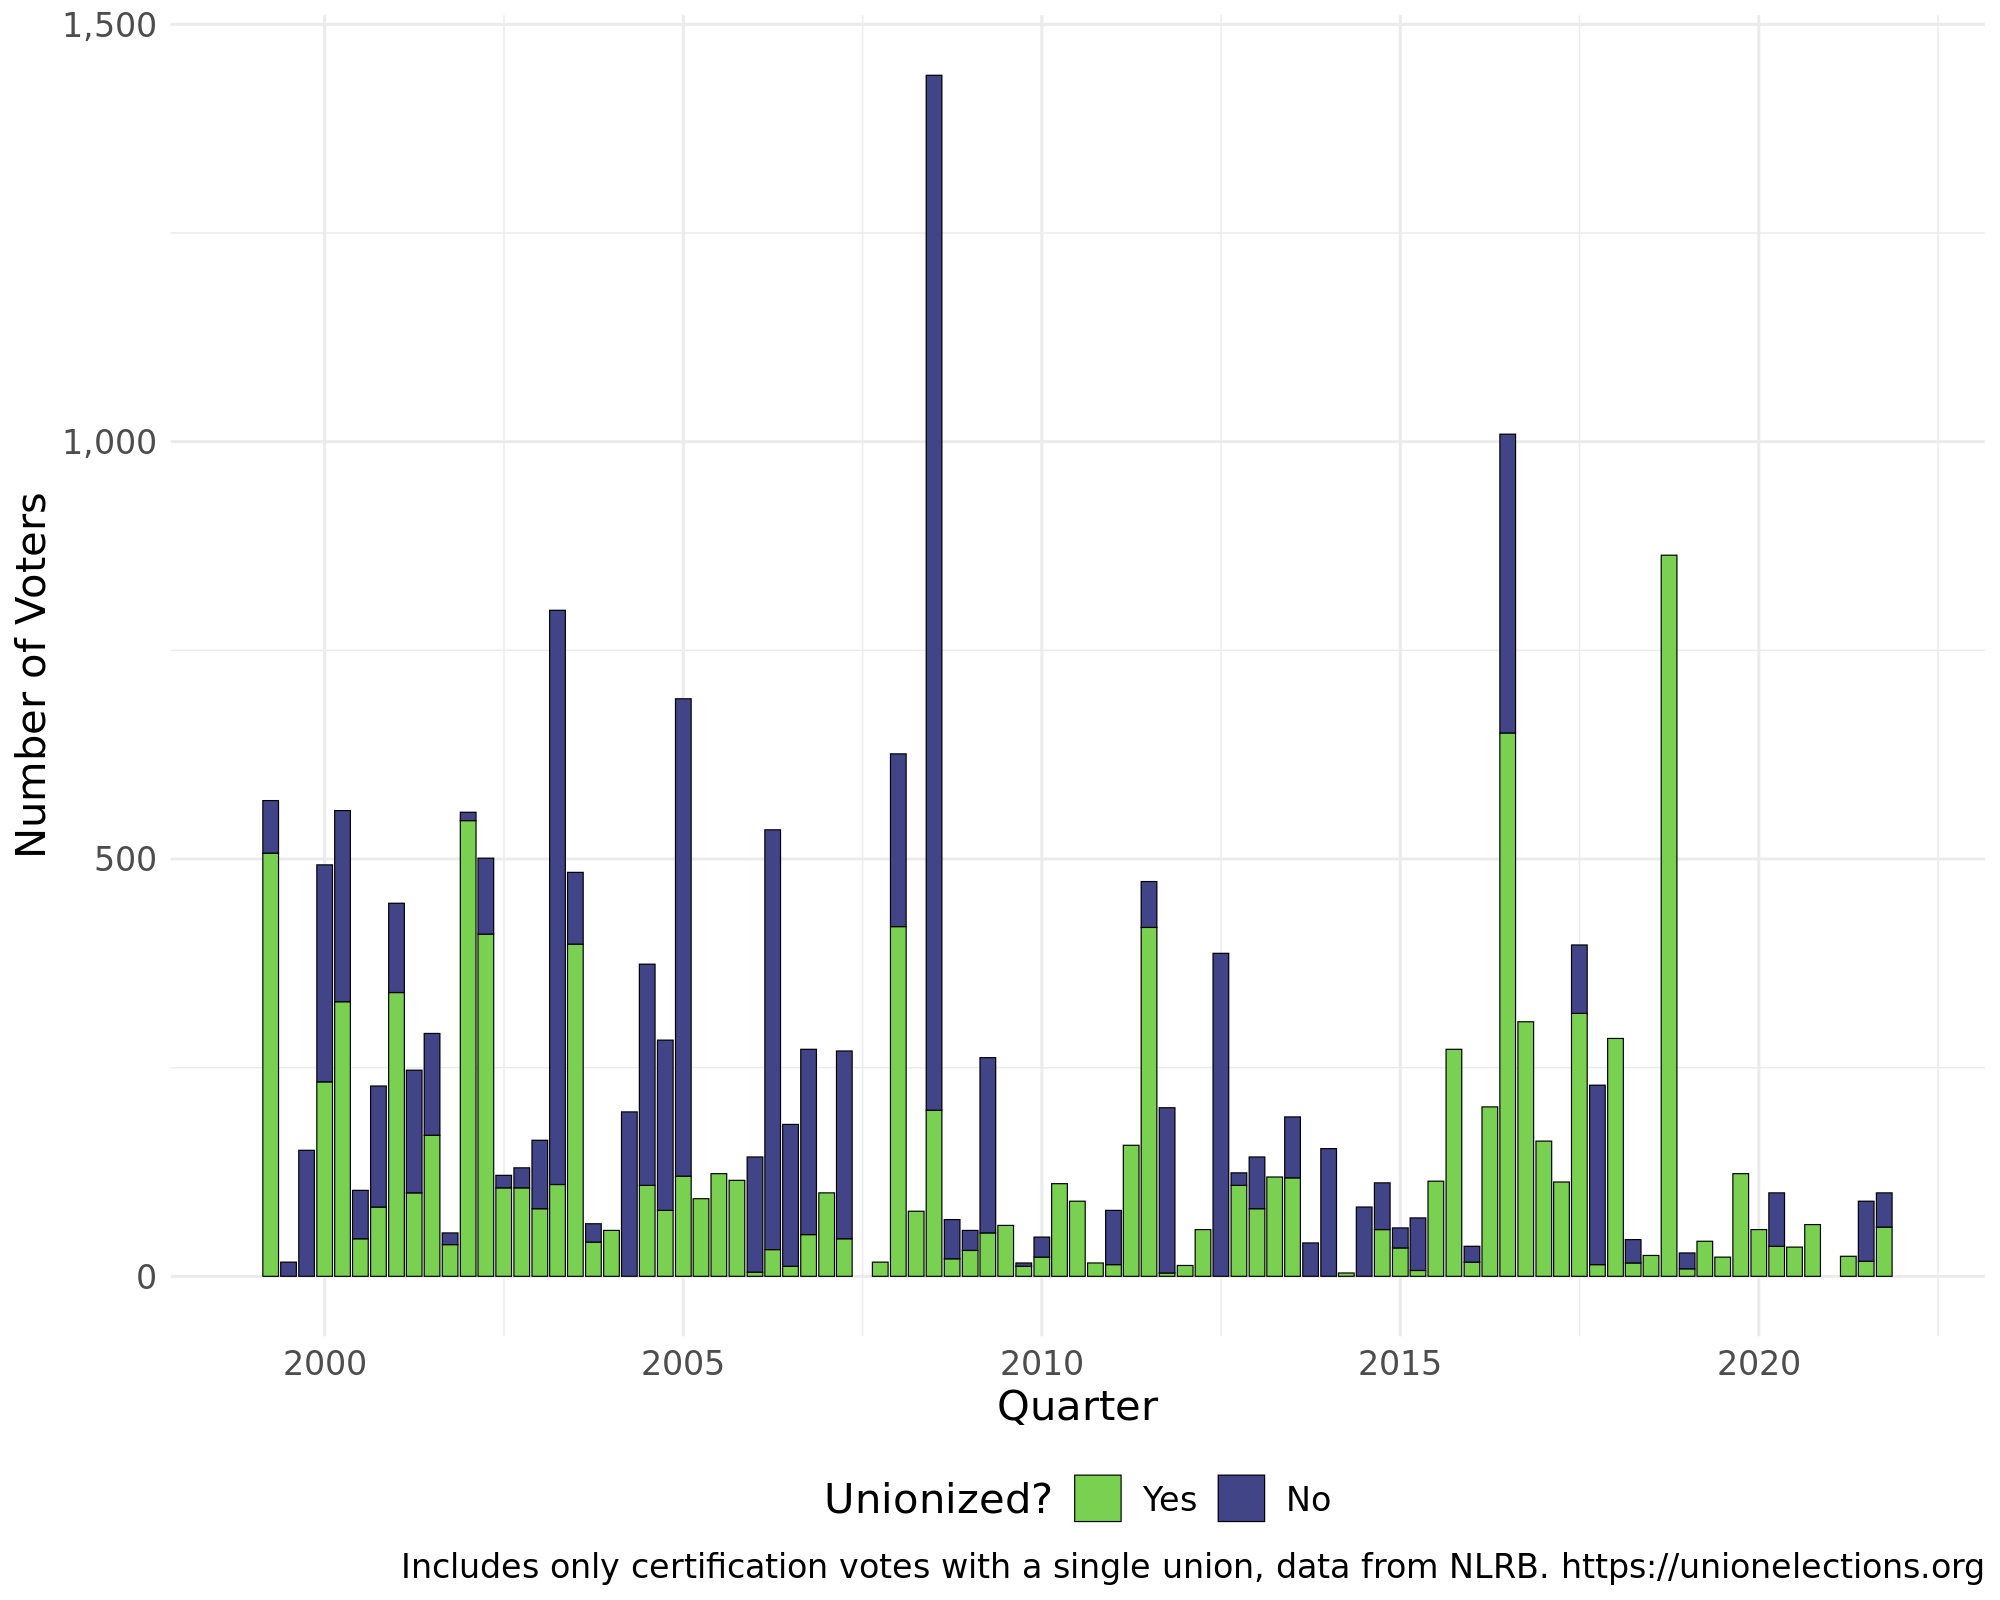 1,500
1,000
500
0
Number of Voters
2000 2005 2010 2015 2020
Quarter
Unionized? Yes No
Includes only certification votes with a single union, data from NLRB. https://unionelections.org